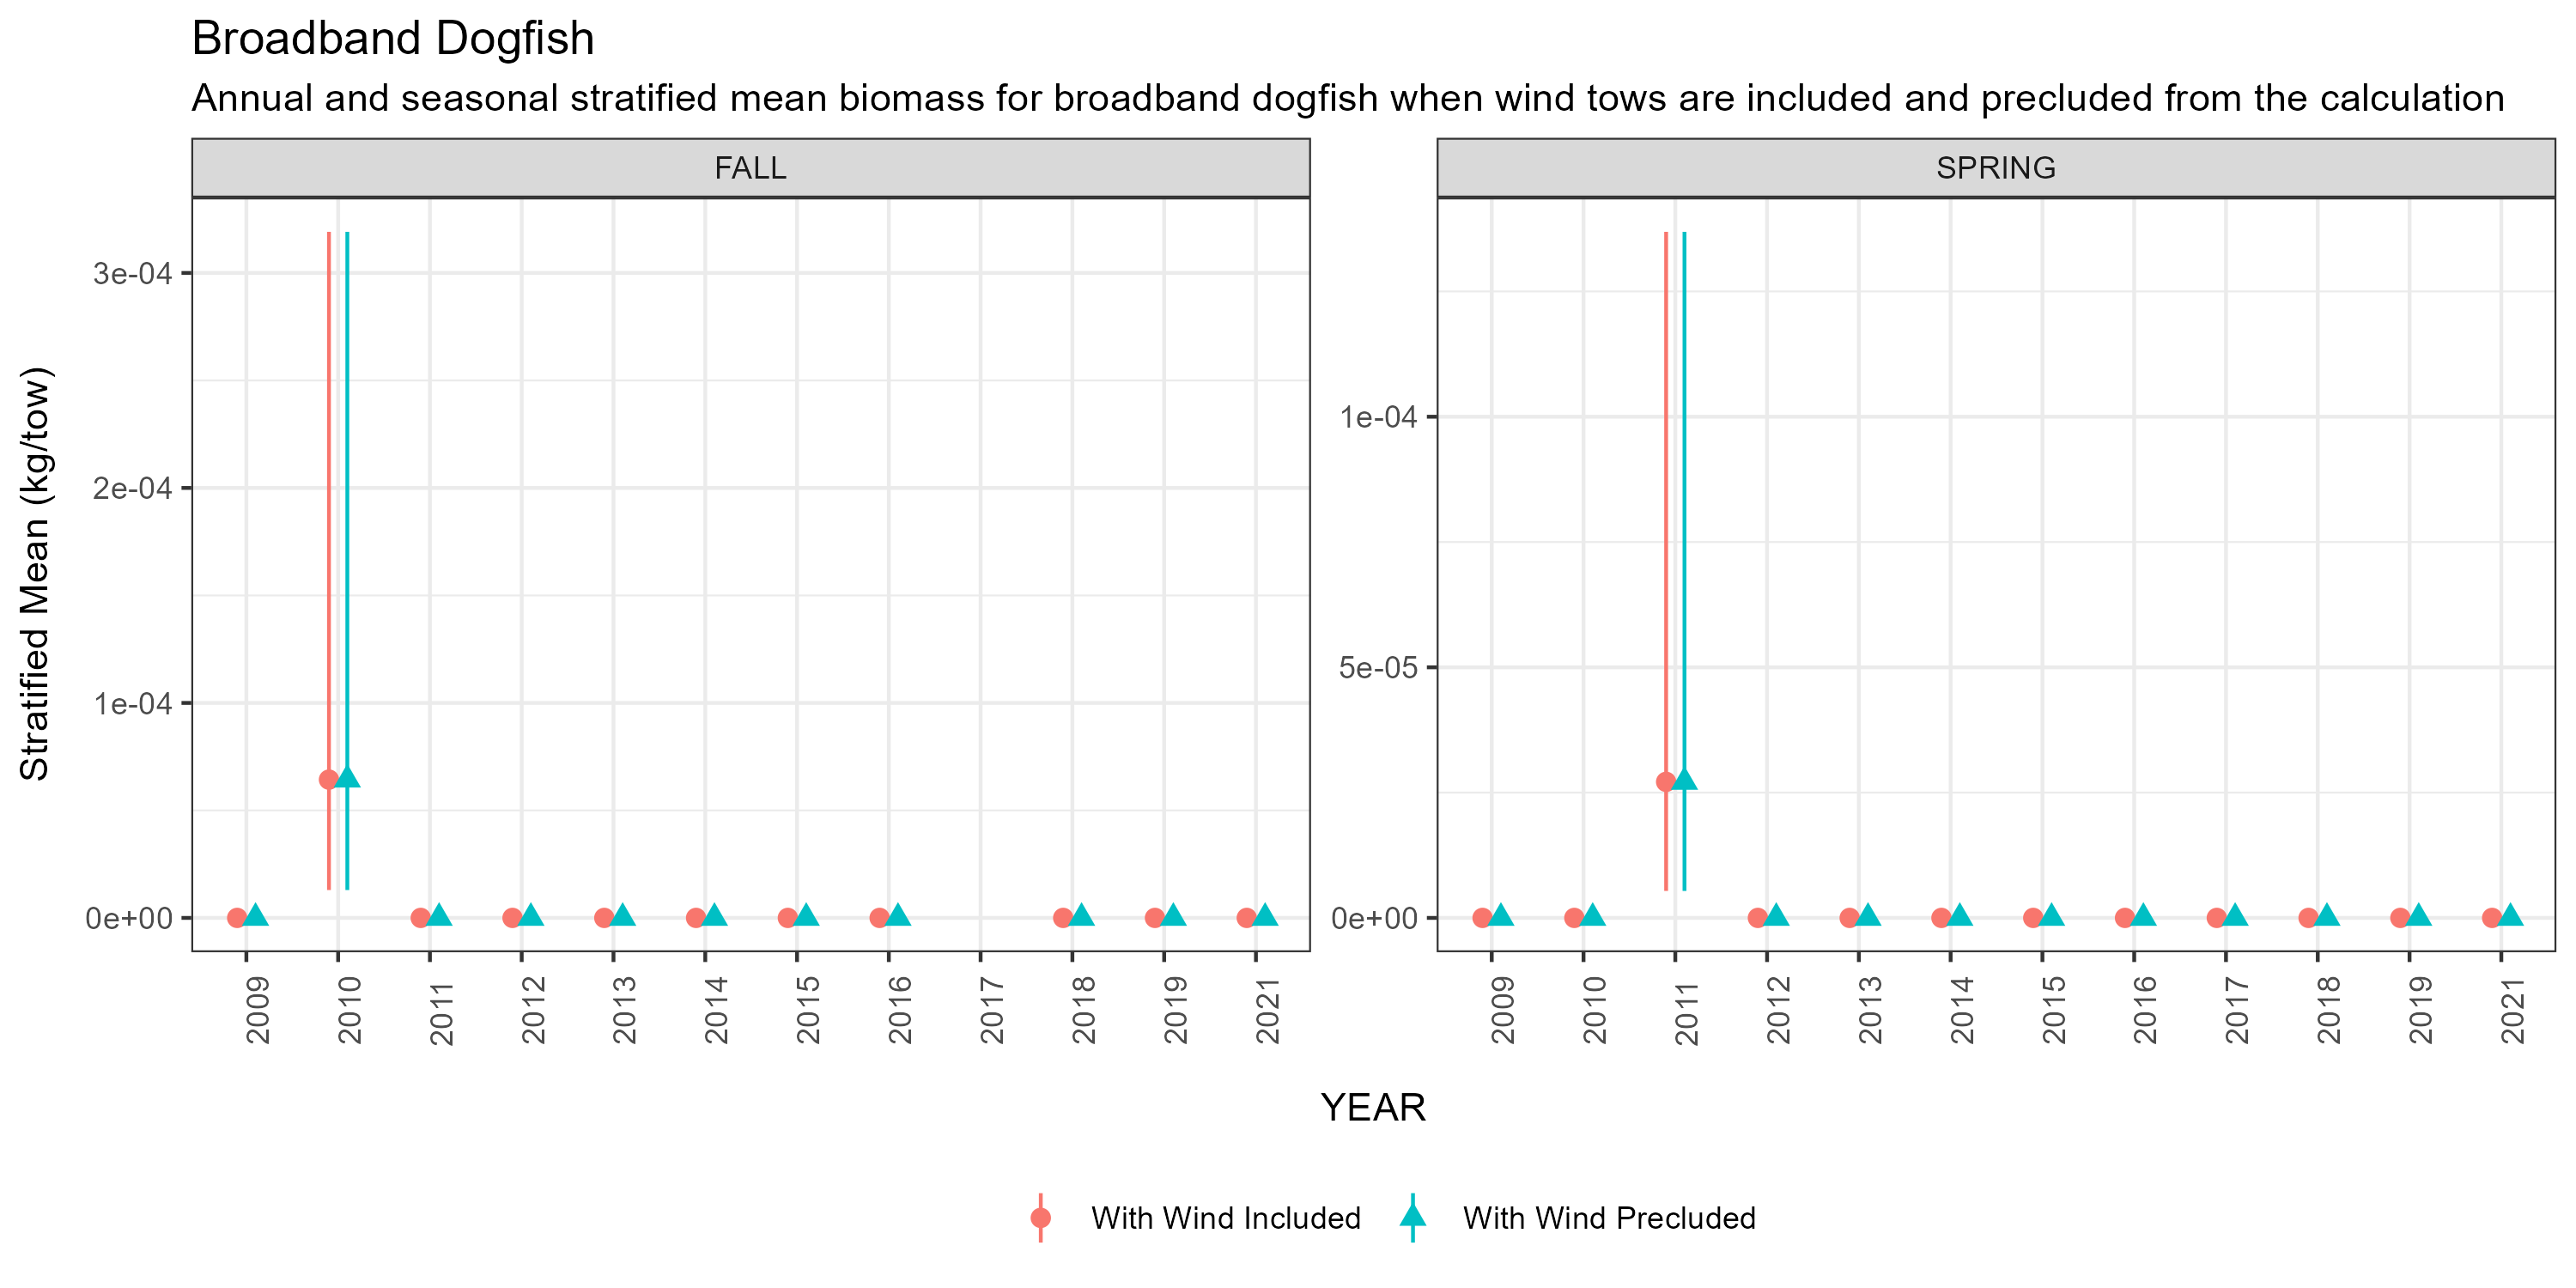 Broadband Dogfish
Annual and seasonal stratified mean biomass for broadband dogfish when wind tows are included and precluded from the calculation
FALL
SPRING
Stratified Mean (kg/tow)
3e-04
2e-04
1e-04
0e+00
1e-04
5e-05
0e+00
2009 2010 2011 2012 2013 2014 2015 2016 2017 2018 2019 2021
2009 2010 2011 2012 2013 2014 2015 2016 2017 2018 2019 2021
YEAR
With Wind Included
With Wind Precluded